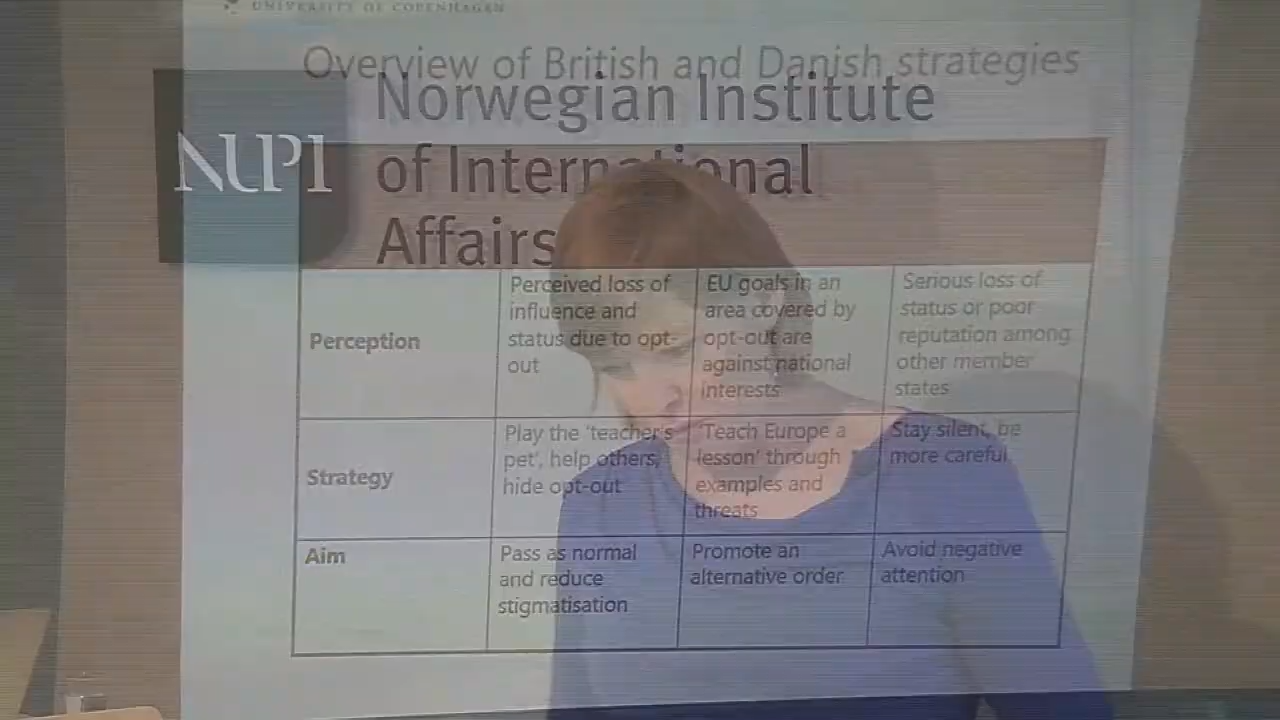 UNIVERSITY OF COPENHAGEN
Overview of British and Danish strategies
NUPI
Norwegian Institute
of International
Affairs
Perception
Perceived loss of
influence and
status due to opt-
out
EU goals in an
area covered by
opt-out are
against national
interests
Serious loss of
status or poor
reputation among
other member
states
Strategy
Play the 'teacher's
pet', help others,
hide opt-out
'Teach Europe a
lesson' through
examples and
threats
Stay silent, be
more careful
Aim
Pass as normal
and reduce
stigmatisation
Promote an
alternative order
Avoid negative
attention